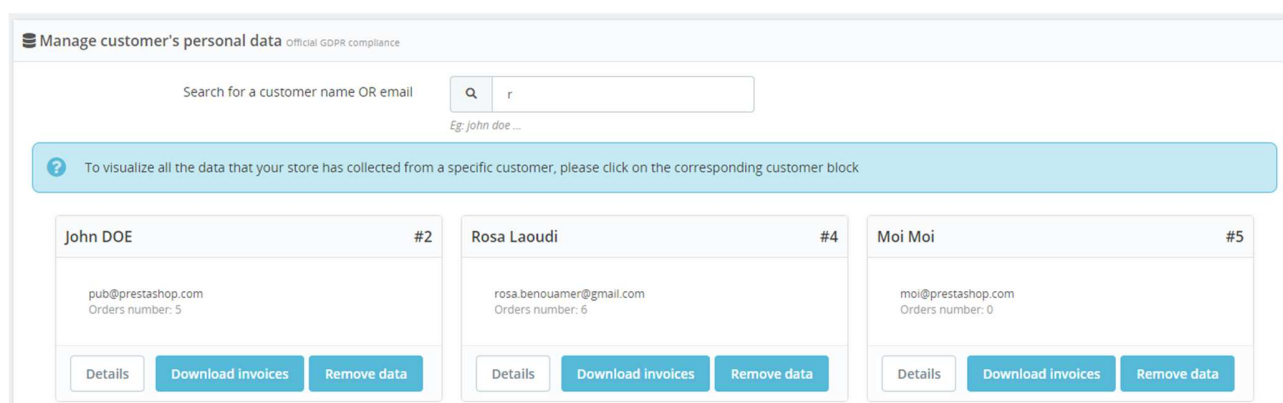 Manage customer's personal data Official GDPR compliance
Search for a customer name OR email
r
Eg: john doe ...
To visualize all the data that your store has collected from a specific customer, please click on the corresponding customer block
John DOE #2
pub@prestashop.com
Orders number: 5
Details Download invoices Remove data
Rosa Laoudi #4
rosa.benouamer@gmail.com
Orders number: 6
Details Download invoices Remove data
Moi Moi #5
moi@prestashop.com
Orders number: 0
Details Download invoices Remove data